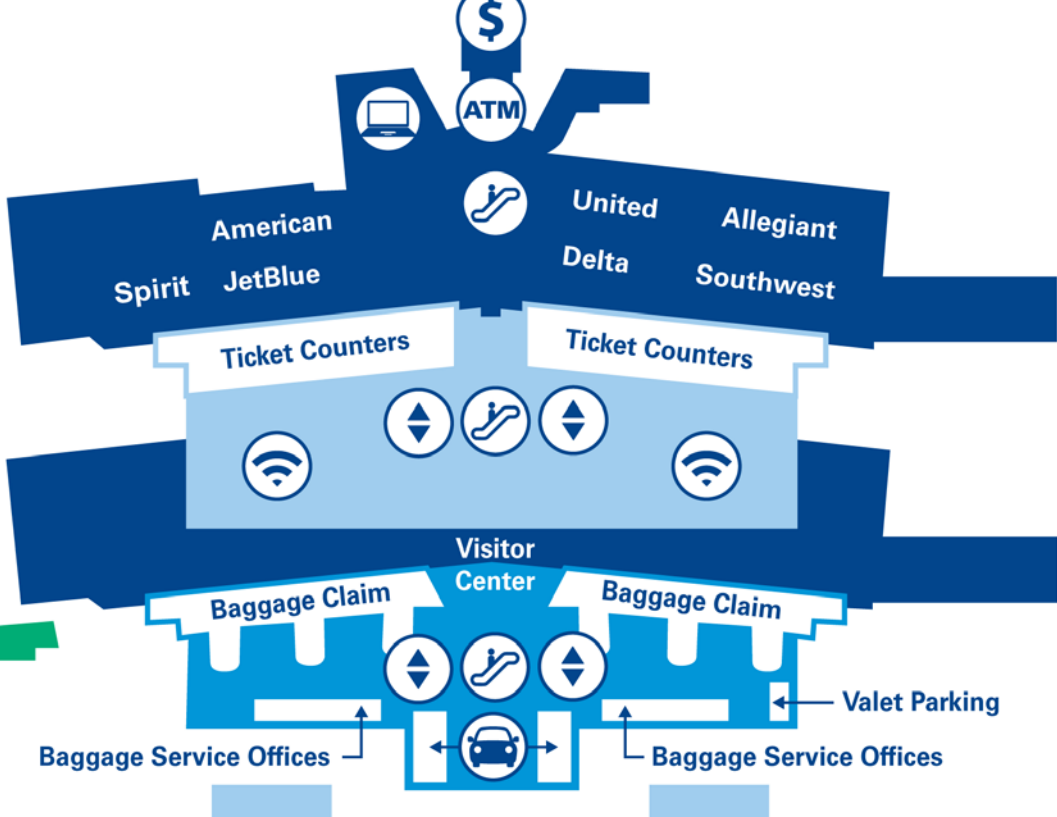 $
ATM
American
United
Allegiant
Spirit
JetBlue
Delta
Southwest
Ticket Counters
Ticket Counters
Visitor
Center
Baggage Claim
Baggage Claim
Valet Parking
Baggage Service Offices
Baggage Service Offices